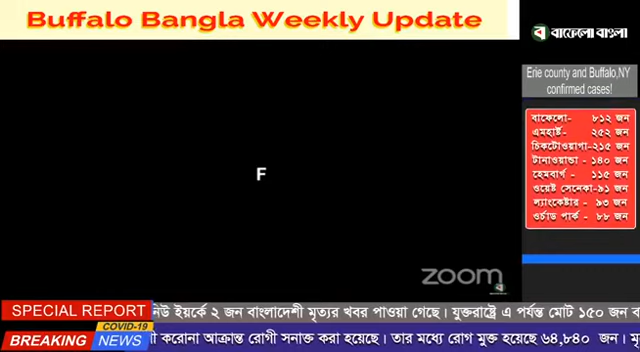 Buffalo Bangla Weekly Update
বাফেলো বাংলা
Erie county and Buffalo,NY
confirmed cases!
বাফেলো- ৮১২ জন
এমহার্ষ্ট- ২৫২ জন
চিকটোওয়াগা-২১৫ জন
টানাওয়ান্ডা- ১৪০ জন
হেমবার্গ- ১১৫ জন
ওয়েষ্ট সেনেকা-৯১ জন
ল্যাংকেষ্টার - ৯৩ জন
ওর্চাড পার্ক- ৮৮ জন
F
zoom
SPECIAL REPORT
নিউ ইয়র্কে ২ জন বাংলাদেশী মৃত্যুর খবর পাওয়া গেছে। যুক্তরাষ্ট্রে এ পর্যন্ত মোট ১৫০ জন
COVID-19
BREAKING NEWS
করোনা আক্রান্ত রোগী সনাক্ত করা হয়েছে। তার মধ্যে রোগ মুক্ত হয়েছে ৬৪,৮৪০ জন।